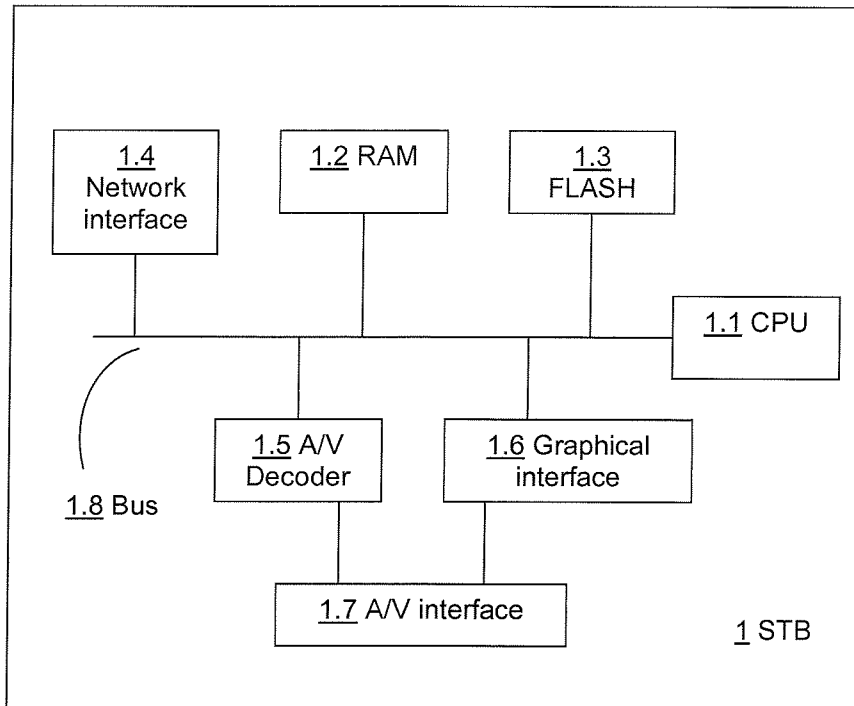 1.4
Network
interface
1.2 RAM
1.3
FLASH
1.1 CPU
1.5 A/V
Decoder
1.6 Graphical
interface
1.8 Bus
1.7 A/V interface
1 STB